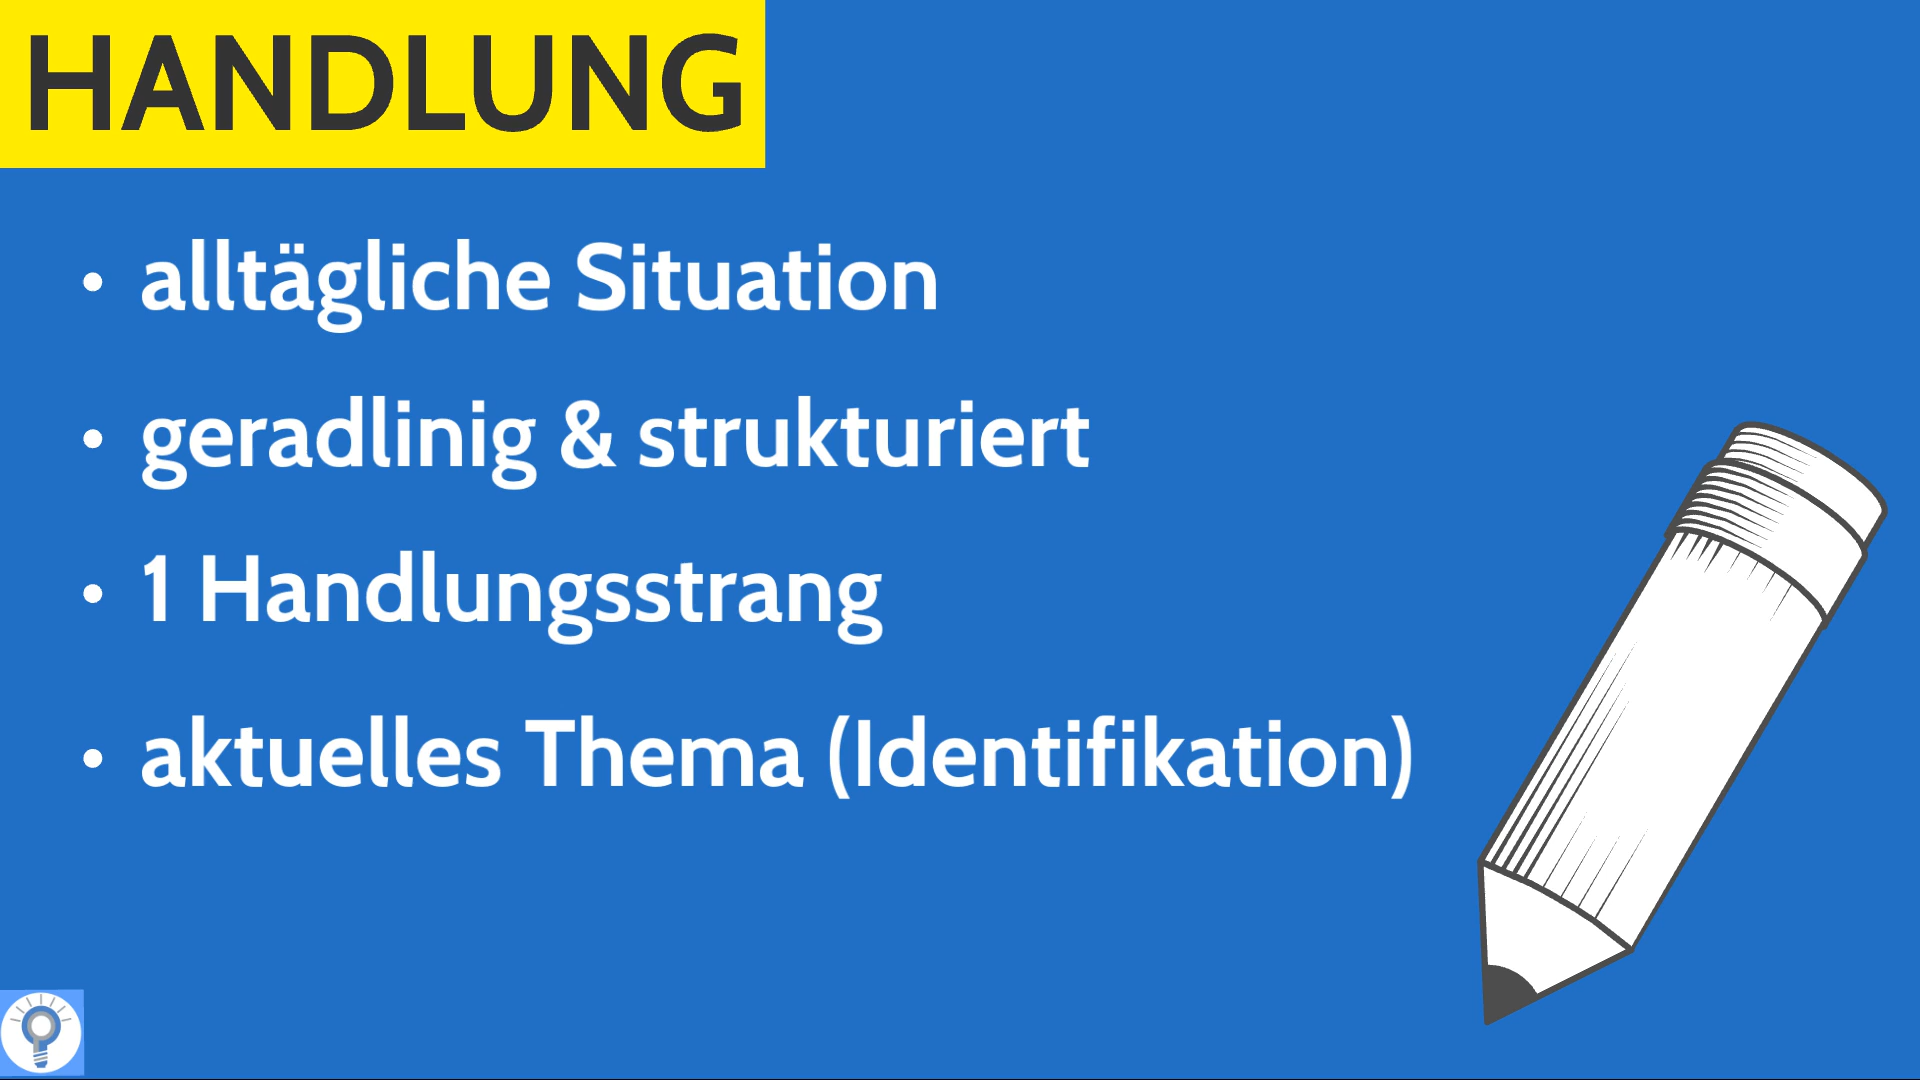 HANDLUNG
• alltägliche Situation
• geradlinig & strukturiert
• 1 Handlungsstrang
• aktuelles Thema (Identifikation)